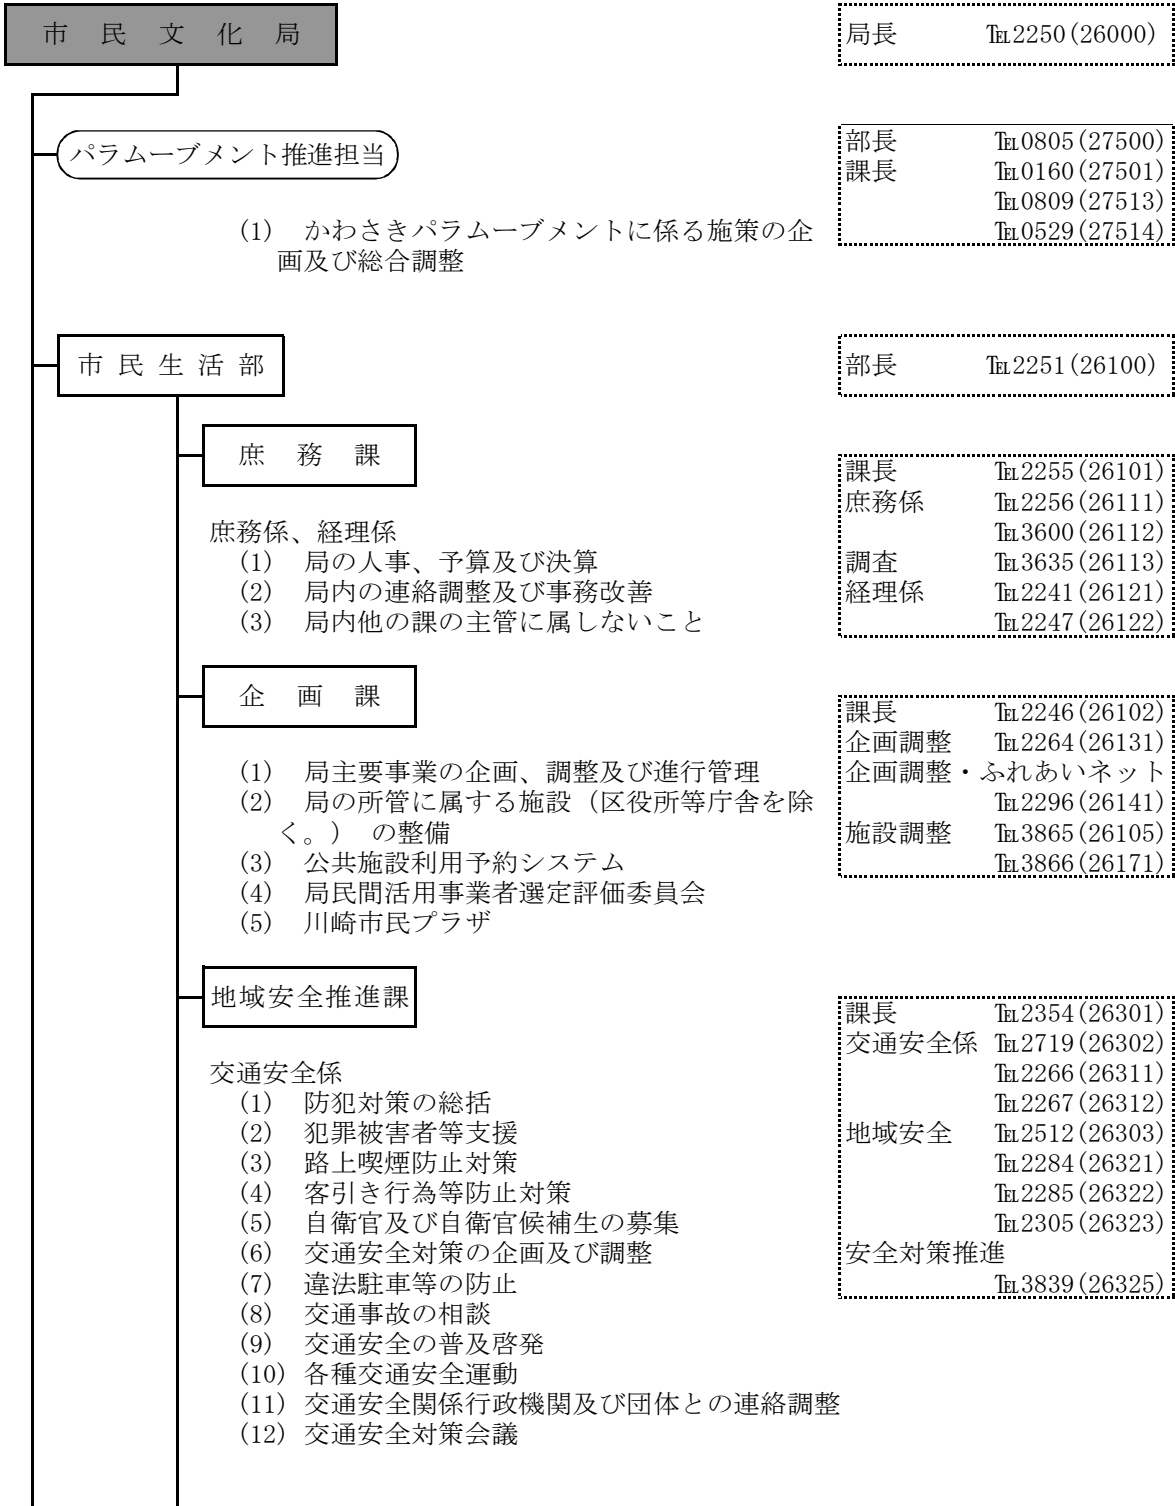 市民文化局
局長 ℡2250(26000)
パラムーブメント推進担当
部長 ℡0805(27500)
課長 ℡0160(27501)
℡0809(27513)
℡0529(27514)
(1) かわさきパラムーブメントに係る施策の企
画及び総合調整
市民生活部
部長 ℡2251(26100)
庶務課
課長 ℡2255(26101)
庶務係 ℡2256(26111)
℡3600(26112)
調査 ℡3635(26113)
経理係 ℡2241(26121)
℡2247(26122)
庶務係、経理係
(1) 局の人事、予算及び決算
(2) 局内の連絡調整及び事務改善
(3) 局内他の課の主管に属しないこと
企画課
課長 ℡2246(26102)
企画調整 ℡2264(26131)
企画調整・ふれあいネット
℡2296(26141)
施設調整 ℡3865(26105)
℡3866(26171)
(1) 局主要事業の企画、調整及び進行管理
(2) 局の所管に属する施設（区役所等庁舎を除
く。） の整備
(3) 公共施設利用予約システム
(4) 局民間活用事業者選定評価委員会
(5) 川崎市民プラザ
地域安全推進課
課長 ℡2354(26301)
交通安全係 ℡2719(26302)
℡2266(26311)
℡2267(26312)
地域安全 ℡2512(26303)
℡2284(26321)
℡2285(26322)
℡2305(26323)
安全対策推進
℡3839(26325)
交通安全係
(1) 防犯対策の総括
(2) 犯罪被害者等支援
(3) 路上喫煙防止対策
(4) 客引き行為等防止対策
(5) 自衛官及び自衛官候補生の募集
(6) 交通安全対策の企画及び調整
(7) 違法駐車等の防止
(8) 交通事故の相談
(9) 交通安全の普及啓発
(10) 各種交通安全運動
(11) 交通安全関係行政機関及び団体との連絡調整
(12) 交通安全対策会議